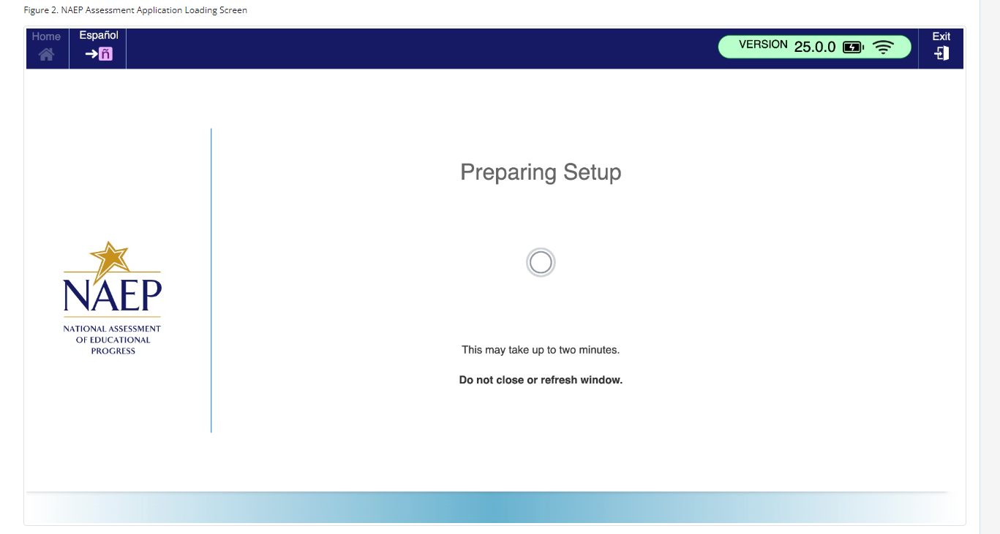 Figure 2. NAEP Assessment Application Loading Screen
Home
Español
ñ
VERSION 25.0.0
Exit
Preparing Setup
NAEP
NATIONAL ASSESSMENT
OF EDUCATIONAL
PROGRESS
This may take up to two minutes.
Do not close or refresh window.